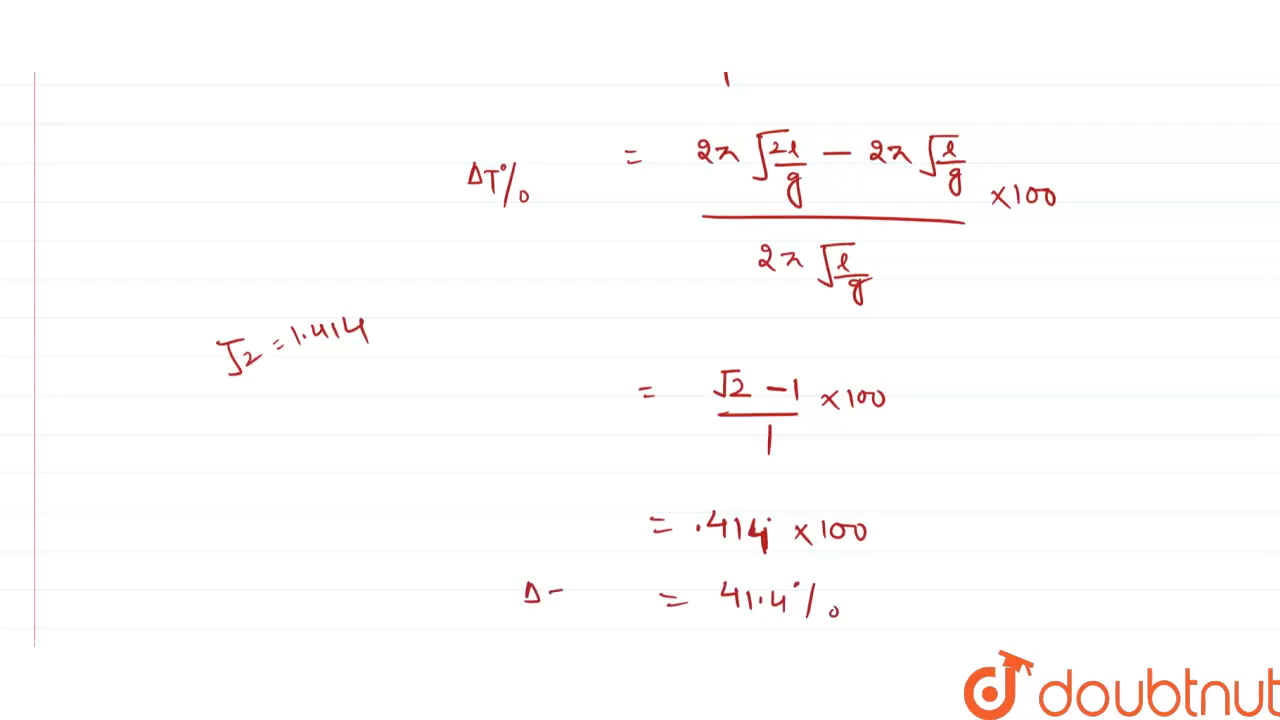 ΔT% = (2π √(2l/g) − 2π √(l/g)) / (2π √(l/g)) × 100
√2 = 1.414
= (√2 − 1)/1 × 100
= .414 × 100
Δ − = 41.4%
doubtnut